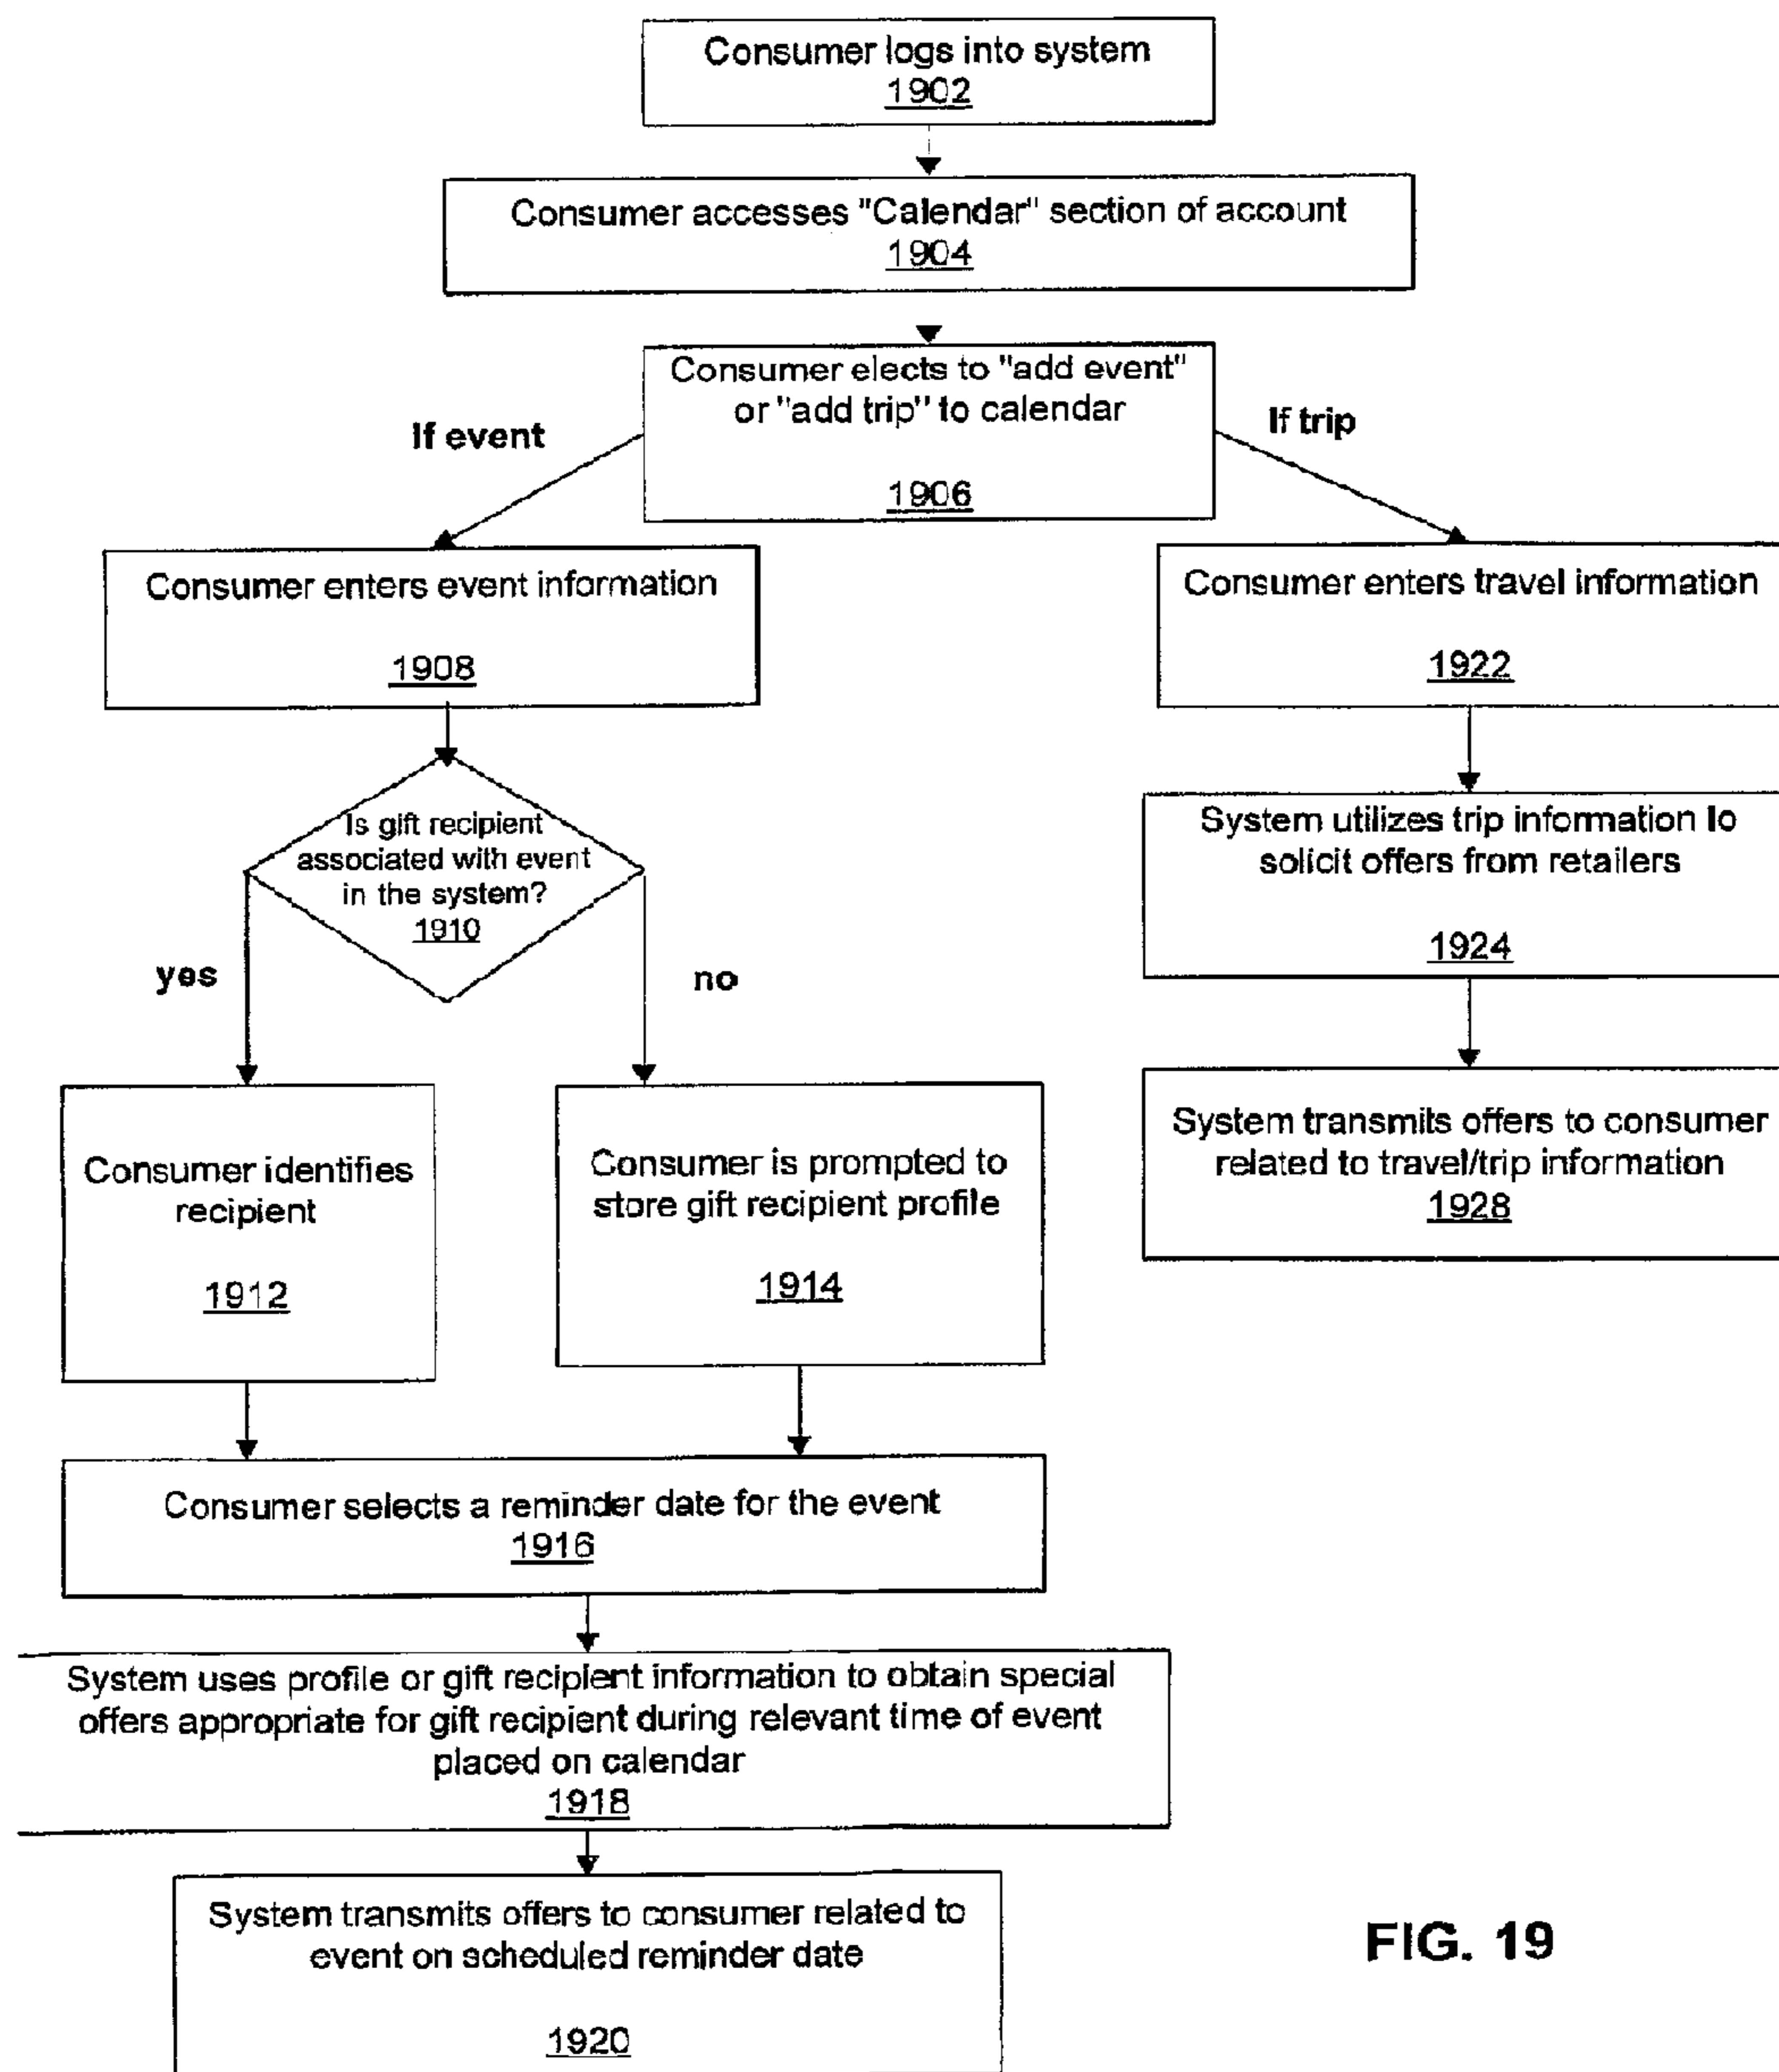 Consumer logs into system
1902
Consumer accesses "Calendar" section of account
1904
Consumer elects to "add event"
or "add trip" to calendar
1906
If event
If trip
Consumer enters event information
1908
Is gift recipient
associated with event
in the system?
1910
yes
no
Consumer identifies
recipient
1912
Consumer is prompted to
store gift recipient profile
1914
Consumer selects a reminder date for the event
1916
System uses profile or gift recipient information to obtain special
offers appropriate for gift recipient during relevant time of event
placed on calendar
1918
System transmits offers to consumer related to
event on scheduled reminder date
1920
Consumer enters travel information
1922
System utilizes trip information to
solicit offers from retailers
1924
System transmits offers to consumer
related to travel/trip information
1928
FIG. 19